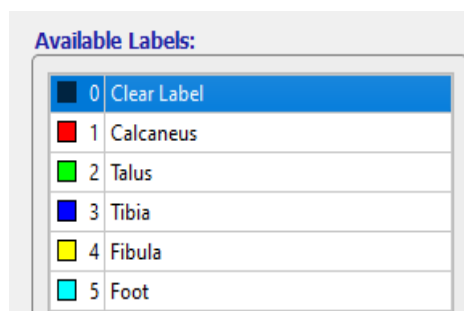 Available Labels:
0 Clear Label
1 Calcaneus
2 Talus
3 Tibia
4 Fibula
5 Foot